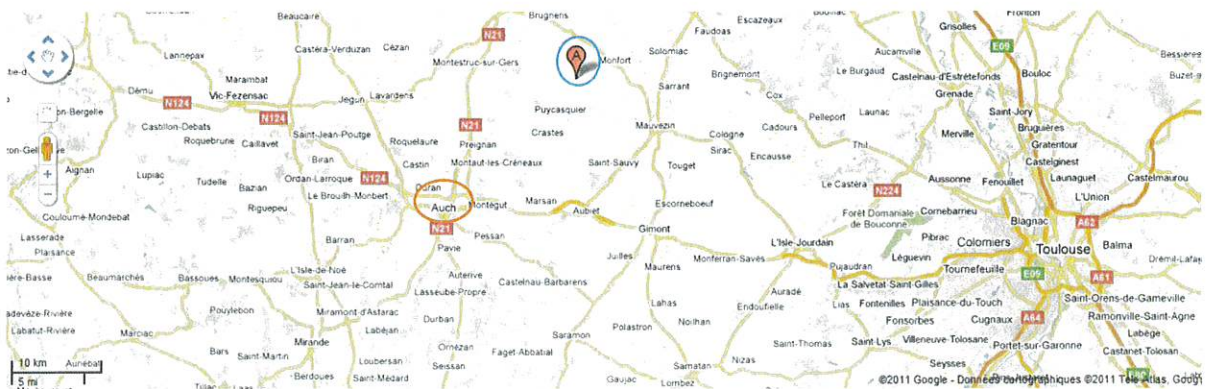 Beaucaire
Brugnens
Escazeaux
Fronton
Grisolles
N21
Faudoas
E09
Lannepax
Castéra-Verduzan
Cézan
Solomiac
Aucamville
Bessières
Montestruc-sur-Gers
A
Monfort
Bouloc
Marambat
Brignemont
Le Burgaud
Castelnau-d'Estrétefonds
Buzet-
Dému
Vic-Fezensac
Jégun
Lavardens
Sarrant
Cox
Grenade
N124
Puycasquier
Pelleport
Launac
Saint-Jory
N124
Castillon-Debats
Saint-Jean-Poutge
N21
Mauvezin
Cadours
Bruguières
Roquebrune
Caillavet
Roquelaure
Preignan
Crastes
Cologne
Merville
Gratentour
Biran
Castin
Montaut-les-Créneaux
Saint-Sauvy
Touget
Sirac
Encausse
Thil
Castelginest
Aignan
Lupiac
Tudelle
Bazian
Ordan-Larroque
N124
Duran
Le Castéra
Aussonne
Fenouillet
Launaguet
Castelmaurou
Riguepeu
Le Brouilh-Monbert
Auch
Montégut
Marsan
Aubiet
Escorneboeuf
N224
L'Union
Couloumé-Mondebat
N21
Forêt Domaniale
de Bouconne
Cornebarrieu
Blagnac
A62
Lasserade
Barran
Pavie
Pessan
Gimont
L'Isle-Jourdain
Pibrac
Colomiers
Toulouse
Balma
Plaisance
Juilles
Monferran-Savès
Pujaudran
Léguevin
Tournefeuille
E09
A61
Drémil-Lafa
ière-Basse
Beaumarchés
Bassoues
Montesquiou
L'Isle-de-Noé
Auterive
Castelnau-Barbarens
Maurens
Saint-Jean-le-Comtal
Lasseube-Propre
Auradé
La Salvetat-Saint-Gilles
Saint-Orens-de-Gameville
Lahas
Endoufielle
Lias
Fontenilles
Plaisance-du-Touch
Ramonville-Saint-Agne
Pouylebon
Miramont-d'Astarac
Durban
Noilhan
Fonsorbes
Cugnaux
A64
Labatut-Rivière
Marciac
Labéjan
Saramon
Polastron
Labège
Mirande
Ornézan
Saint-Thomas
Saint-Lys
Villeneuve-Tolosane
Portet-sur-Garonne
10 km
Bars
Saint-Martin
Loubersan
Seissan
Faget-Abbatial
Samatan
Nizas
Seysses
Castanet-Tolosan
5 mi
Berdoues
Saint-Médard
Gaujac
Lombez
©2011 Google - Données cartographiques ©2011 Tele Atlas, Googl